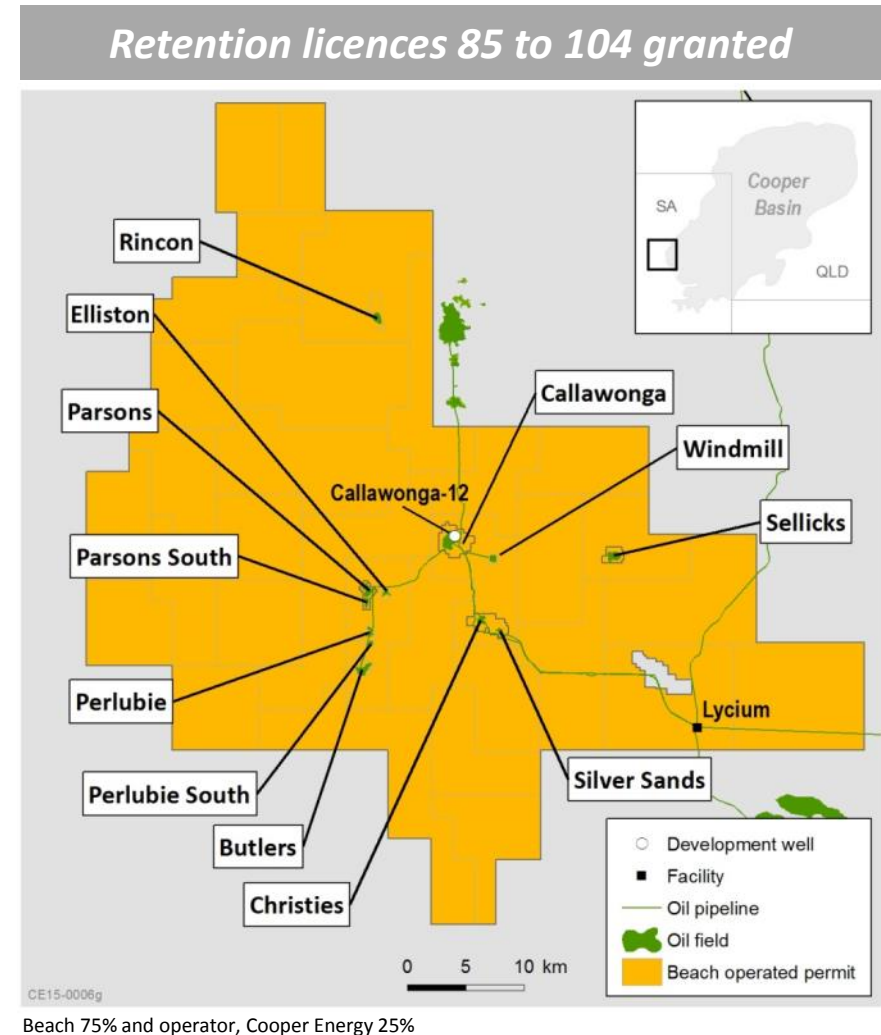 Retention licences 85 to 104 granted
Cooper
Basin
SA
QLD
Rincon
Elliston
Parsons
Callawonga
Windmill
Callawonga-12
Sellicks
Parsons South
Perlubie
Lycium
Perlubie South
Silver Sands
Butlers
Christies
Development well
Facility
Oil pipeline
Oil field
Beach operated permit
0 5 10 km
CE15-0006g
Beach 75% and operator, Cooper Energy 25%